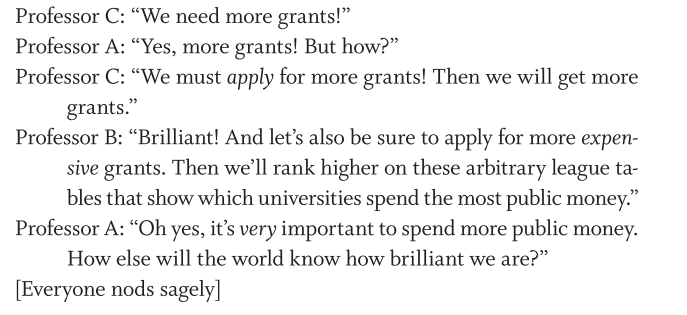 Professor C: “We need more grants!”
Professor A: “Yes, more grants! But how?”
Professor C: “We must apply for more grants! Then we will get more
grants.”
Professor B: “Brilliant! And let’s also be sure to apply for more expen-
sive grants. Then we’ll rank higher on these arbitrary league ta-
bles that show which universities spend the most public money.”
Professor A: “Oh yes, it’s very important to spend more public money.
How else will the world know how brilliant we are?”
[Everyone nods sagely]